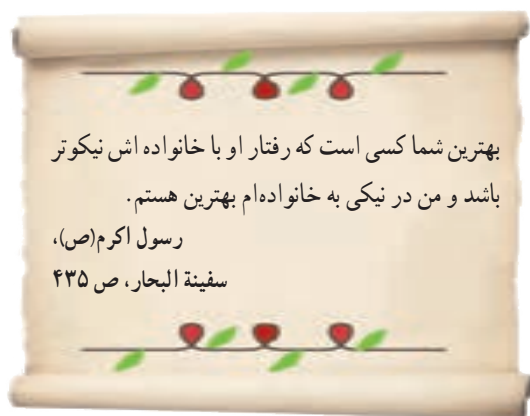 بهترین شما کسی است که رفتار او با خانواده اش نیکوتر
باشد و من در نیکی به خانواده‌ام بهترین هستم.
رسول اکرم(ص)،
سفینة البحار، ص ۴۳۵